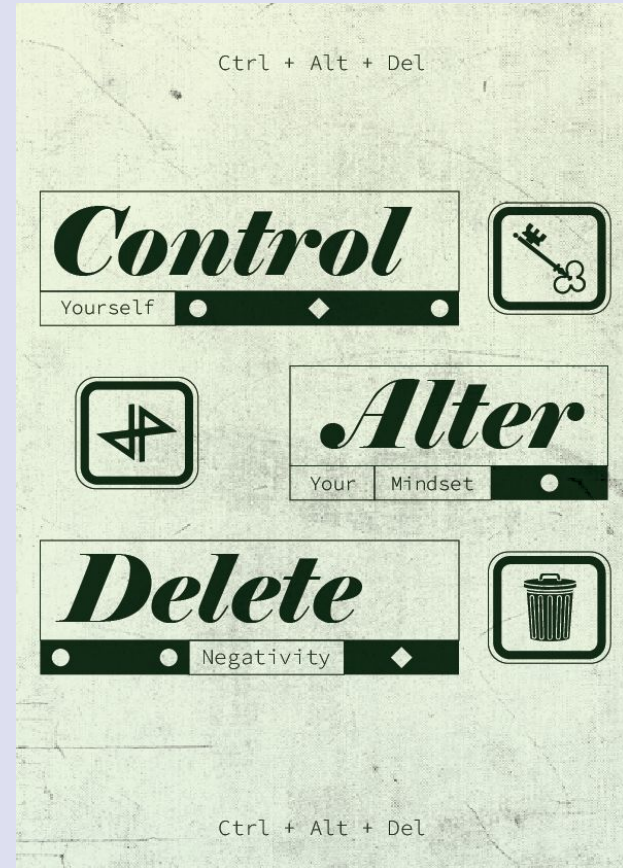 Ctrl + Alt + Del
Control
Yourself
Alter
Your Mindset
Delete
Negativity
Ctrl + Alt + Del